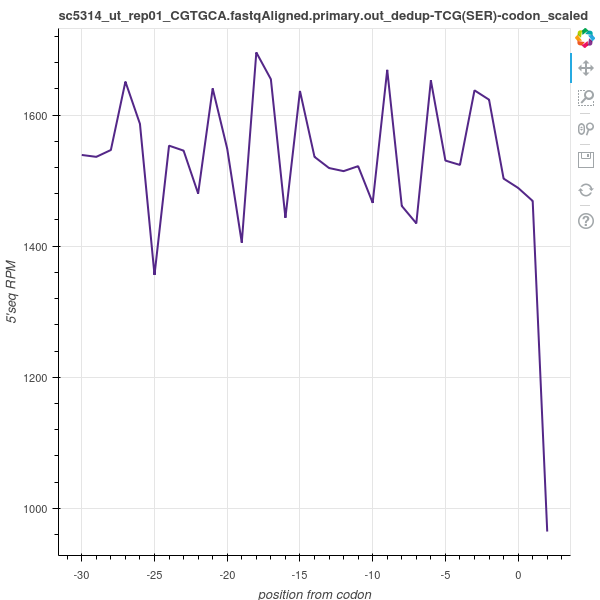 sc5314_ut_rep01_CGTGCA.fastqAligned.primary.out_dedup-TCG(SER)-codon_scaled
1600
1400
1200
1000
5'seq RPM
-30 -25 -20 -15 -10 -5 0
position from codon